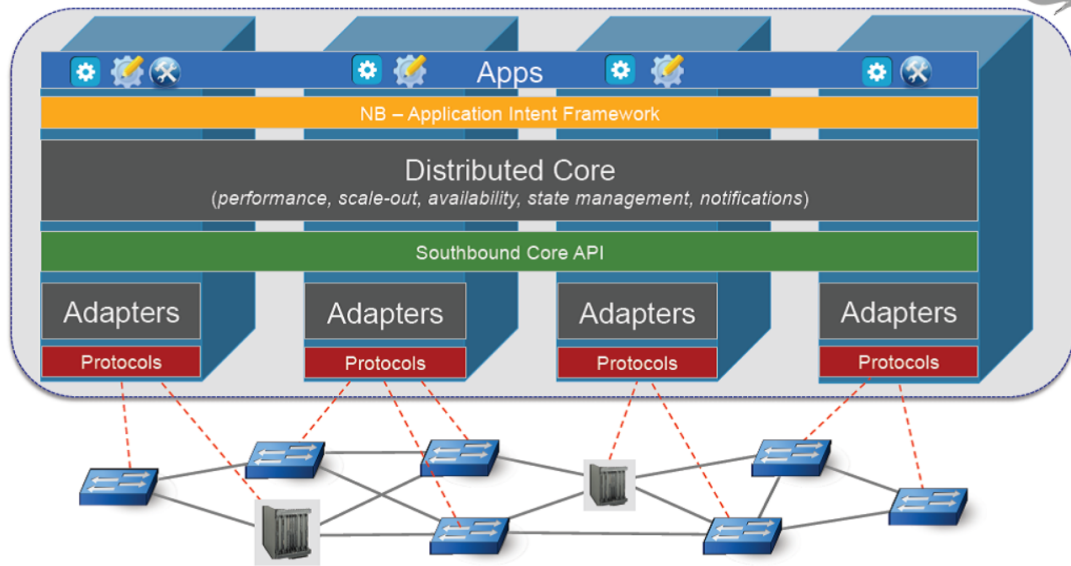 Apps
NB – Application Intent Framework
Distributed Core
(performance, scale-out, availability, state management, notifications)
Southbound Core API
Adapters
Adapters
Adapters
Adapters
Protocols
Protocols
Protocols
Protocols